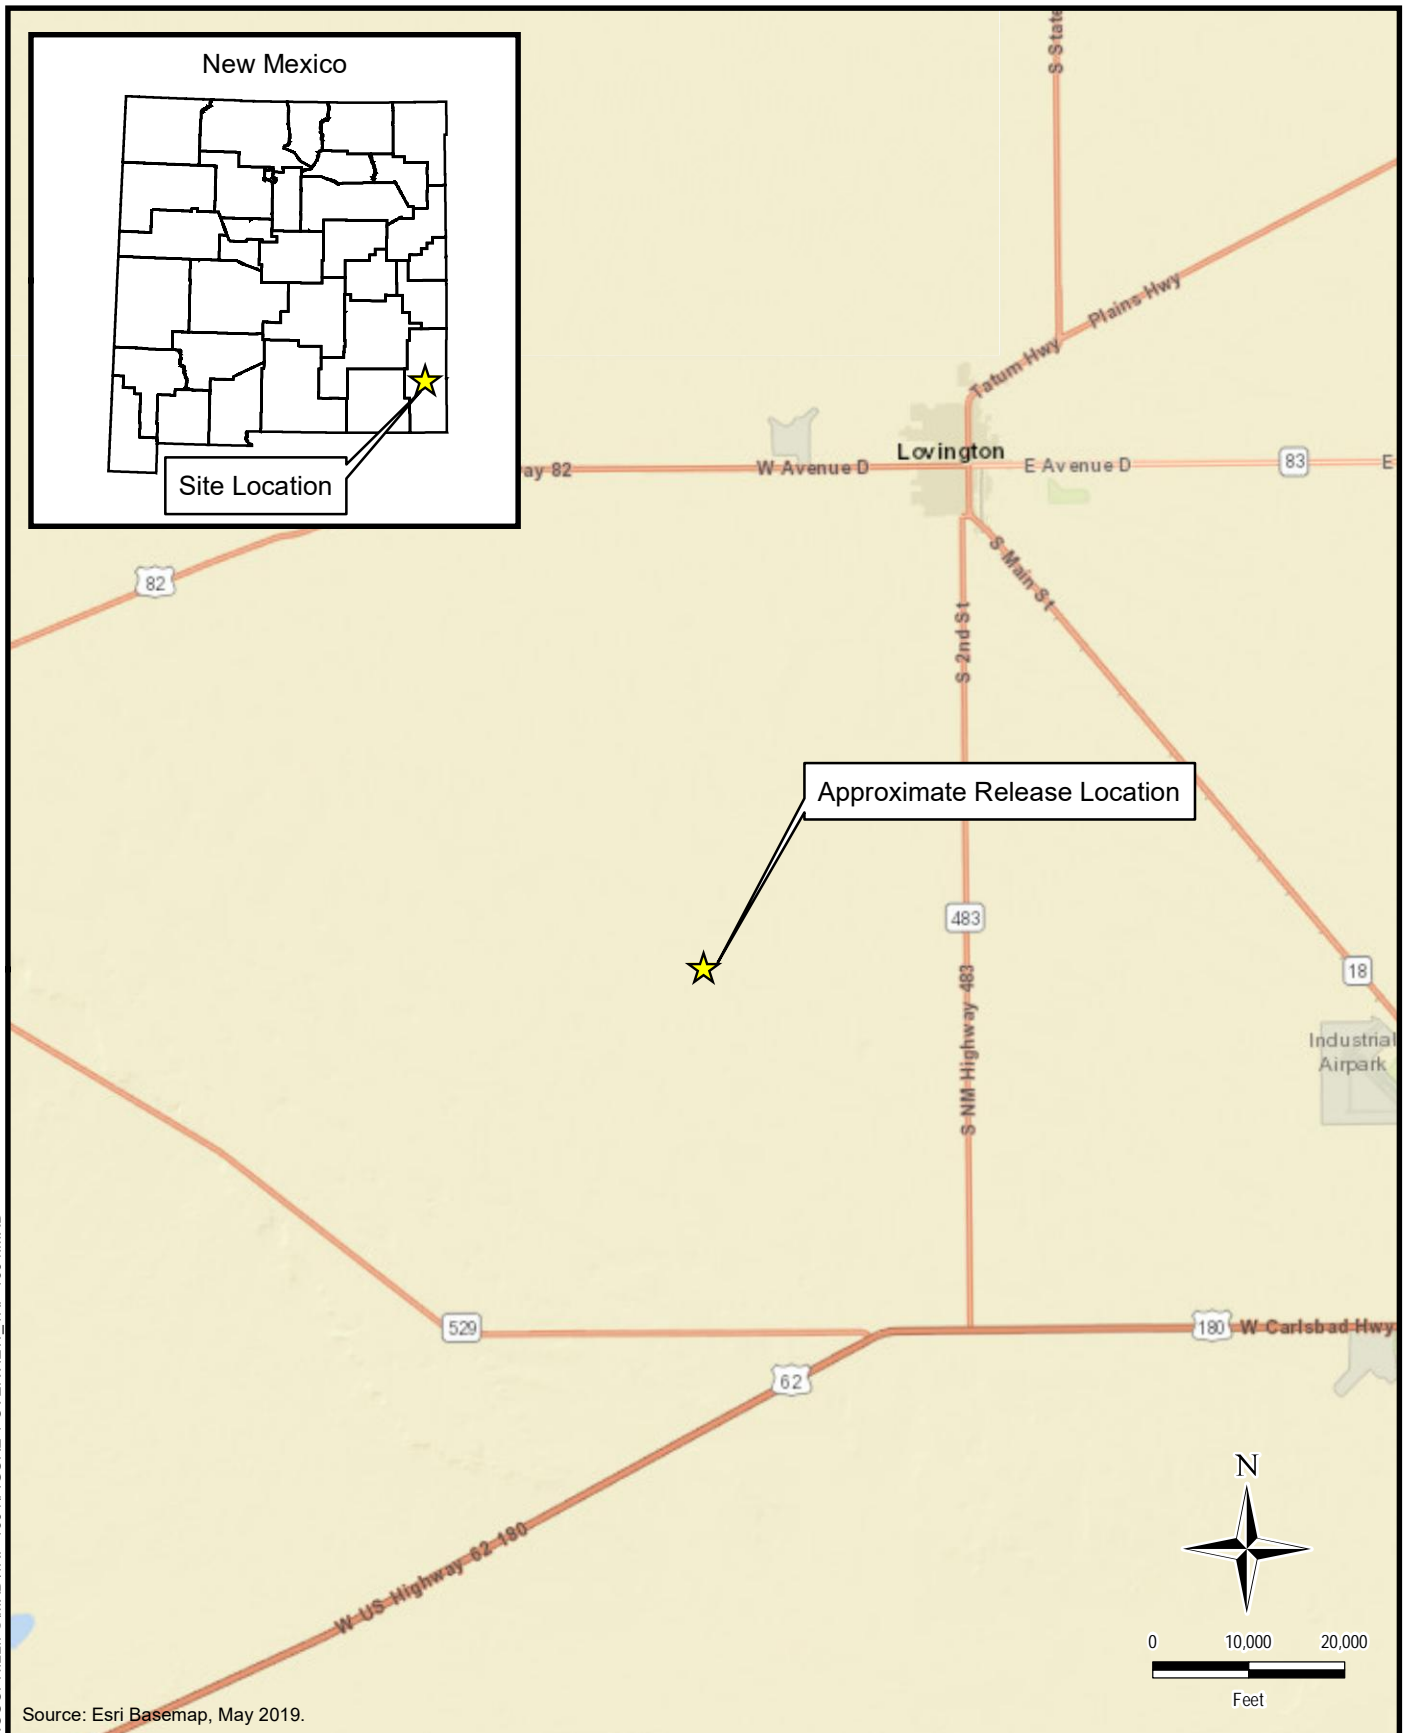 New Mexico
Site Location
S State
Plains Hwy
Tatum Hwy
Lovington
ay 82
W Avenue D
E Avenue D
83
E
82
S Main St
S 2nd St
Approximate Release Location
483
18
S NM Highway 483
Industrial
Airpark
529
180
W Carlsbad Hwy
62
W US Highway 62-180
N
0 10,000 20,000
Feet
Source: Esri Basemap, May 2019.